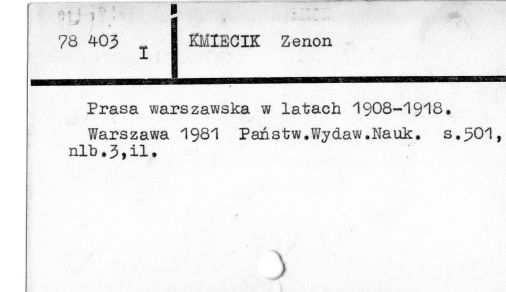 78 403 I
KMIECIK Zenon
Prasa warszawska w latach 1908-1918.
Warszawa 1981 Państw.Wydaw.Nauk. s.501,
nlb.3,il.